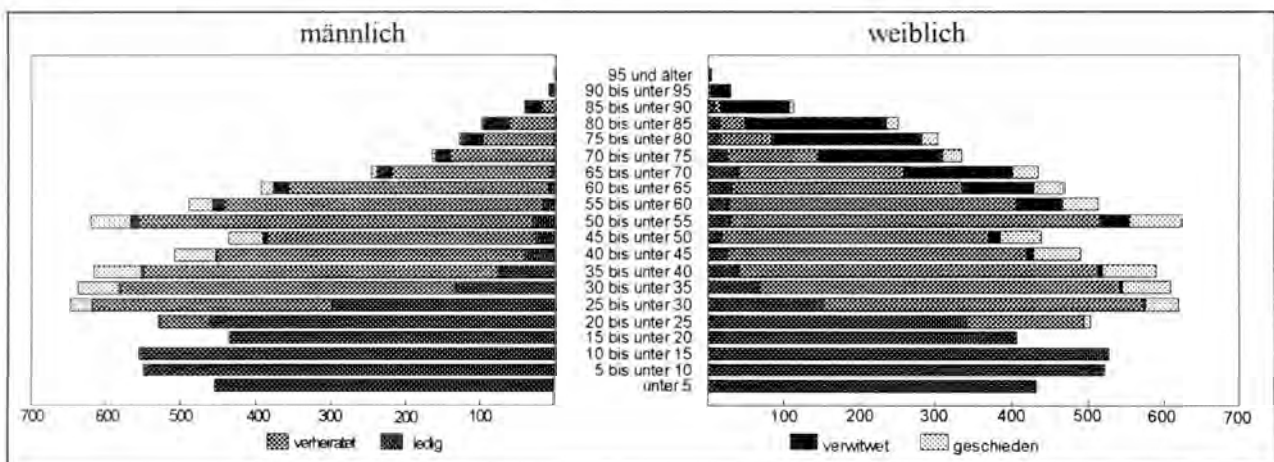 männlich weiblich
95 und älter
90 bis unter 95
85 bis unter 90
80 bis unter 85
75 bis unter 80
70 bis unter 75
65 bis unter 70
60 bis unter 65
55 bis unter 60
50 bis unter 55
45 bis unter 50
40 bis unter 45
35 bis unter 40
30 bis unter 35
25 bis unter 30
20 bis unter 25
15 bis unter 20
10 bis unter 15
5 bis unter 10
unter 5
700 600 500 400 300 200 100 100 200 300 400 500 600 700
verheiratet ledig verwitwet geschieden